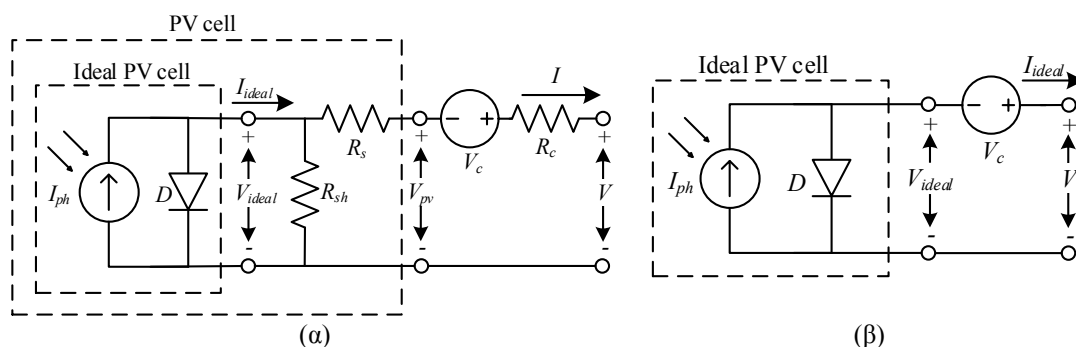 PV cell
Ideal PV cell
I_ideal
I
+
+
- +
+
R_s
V_c
R_c
I_ph
D
V_ideal
R_sh
V_pv
V
-
-
-
(α)
Ideal PV cell
I_ideal
+
- +
+
V_c
I_ph
D
V_ideal
V
-
-
(β)